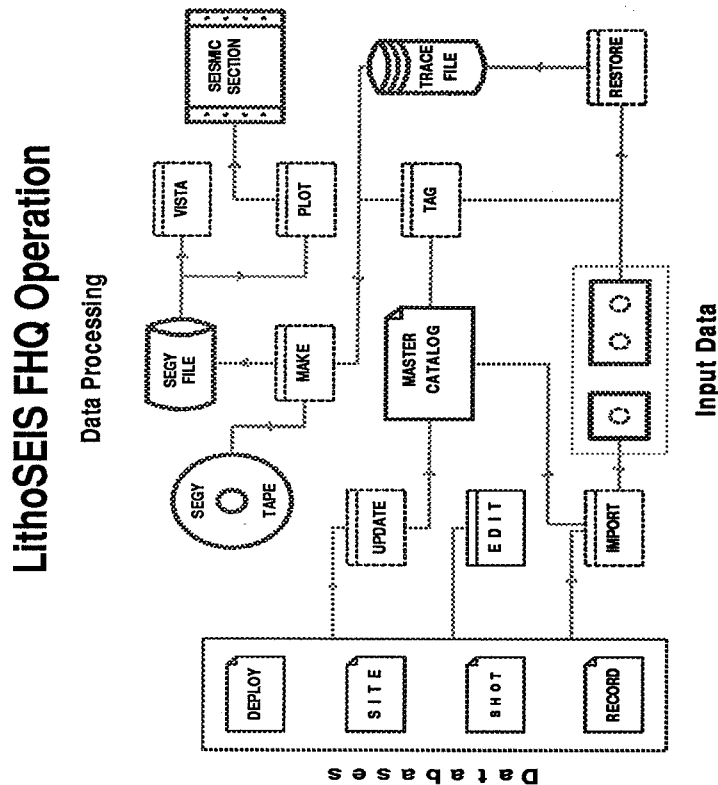 LithoSEIS FHQ Operation
Data Processing
SEGY
TAPE
SEGY
FILE
VISTA
SEISMIC
SECTION
MAKE
PLOT
UPDATE
MASTER
CATALOG
TAG
TRACE
FILE
EDIT
IMPORT
RESTORE
Input Data
Databases
DEPLOY
SITE
SHOT
RECORD